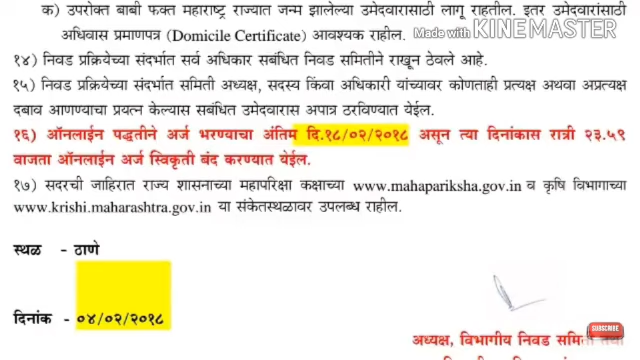 क) उपरोक्त बाबी फक्त महाराष्ट्र राज्यात जन्म झालेल्या उमेदवारासाठी लागू राहतील. इतर उमेदवारांसाठी
अधिवास प्रमाणपत्र (Domicile Certificate) आवश्यक राहील.
Made with KINEMASTER
१४) निवड प्रक्रियेच्या संदर्भात सर्व अधिकार सबंधित निवड समितीने राखून ठेवले आहे.
१५) निवड प्रक्रियेच्या संदर्भात समिती अध्यक्ष, सदस्य किंवा अधिकारी यांच्यावर कोणताही प्रत्यक्ष अथवा अप्रत्यक्ष
दबाव आणण्याचा प्रयत्न केल्यास सबंधित उमेदवारास अपात्र ठरविण्यात येईल.
१६) ऑनलाईन पद्धतीने अर्ज भरण्याचा अंतिम दि.१८/०२/२०१८ असून त्या दिनांकास रात्री २३.५९
वाजता ऑनलाईन अर्ज स्विकृती बंद करण्यात येईल.
१७) सदरची जाहिरात राज्य शासनाच्या महापरिक्षा कक्षाच्या www.mahapariksha.gov.in व कृषि विभागाच्या
www.krishi.maharashtra.gov.in या संकेतस्थळावर उपलब्ध राहील.
स्थळ - ठाणे
दिनांक - ०४/०२/२०१८
SUBSCRIBE
अध्यक्ष, विभागीय निवड समिती तथा